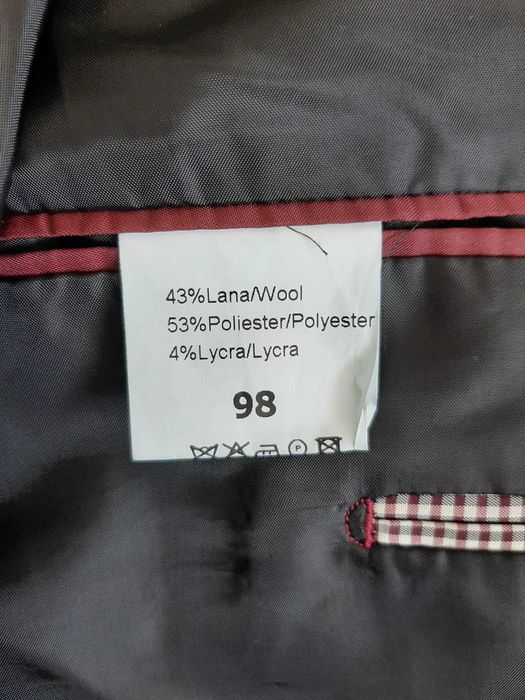 43%Lana/Wool
53%Poliester/Polyester
4%Lycra/Lycra
98
P